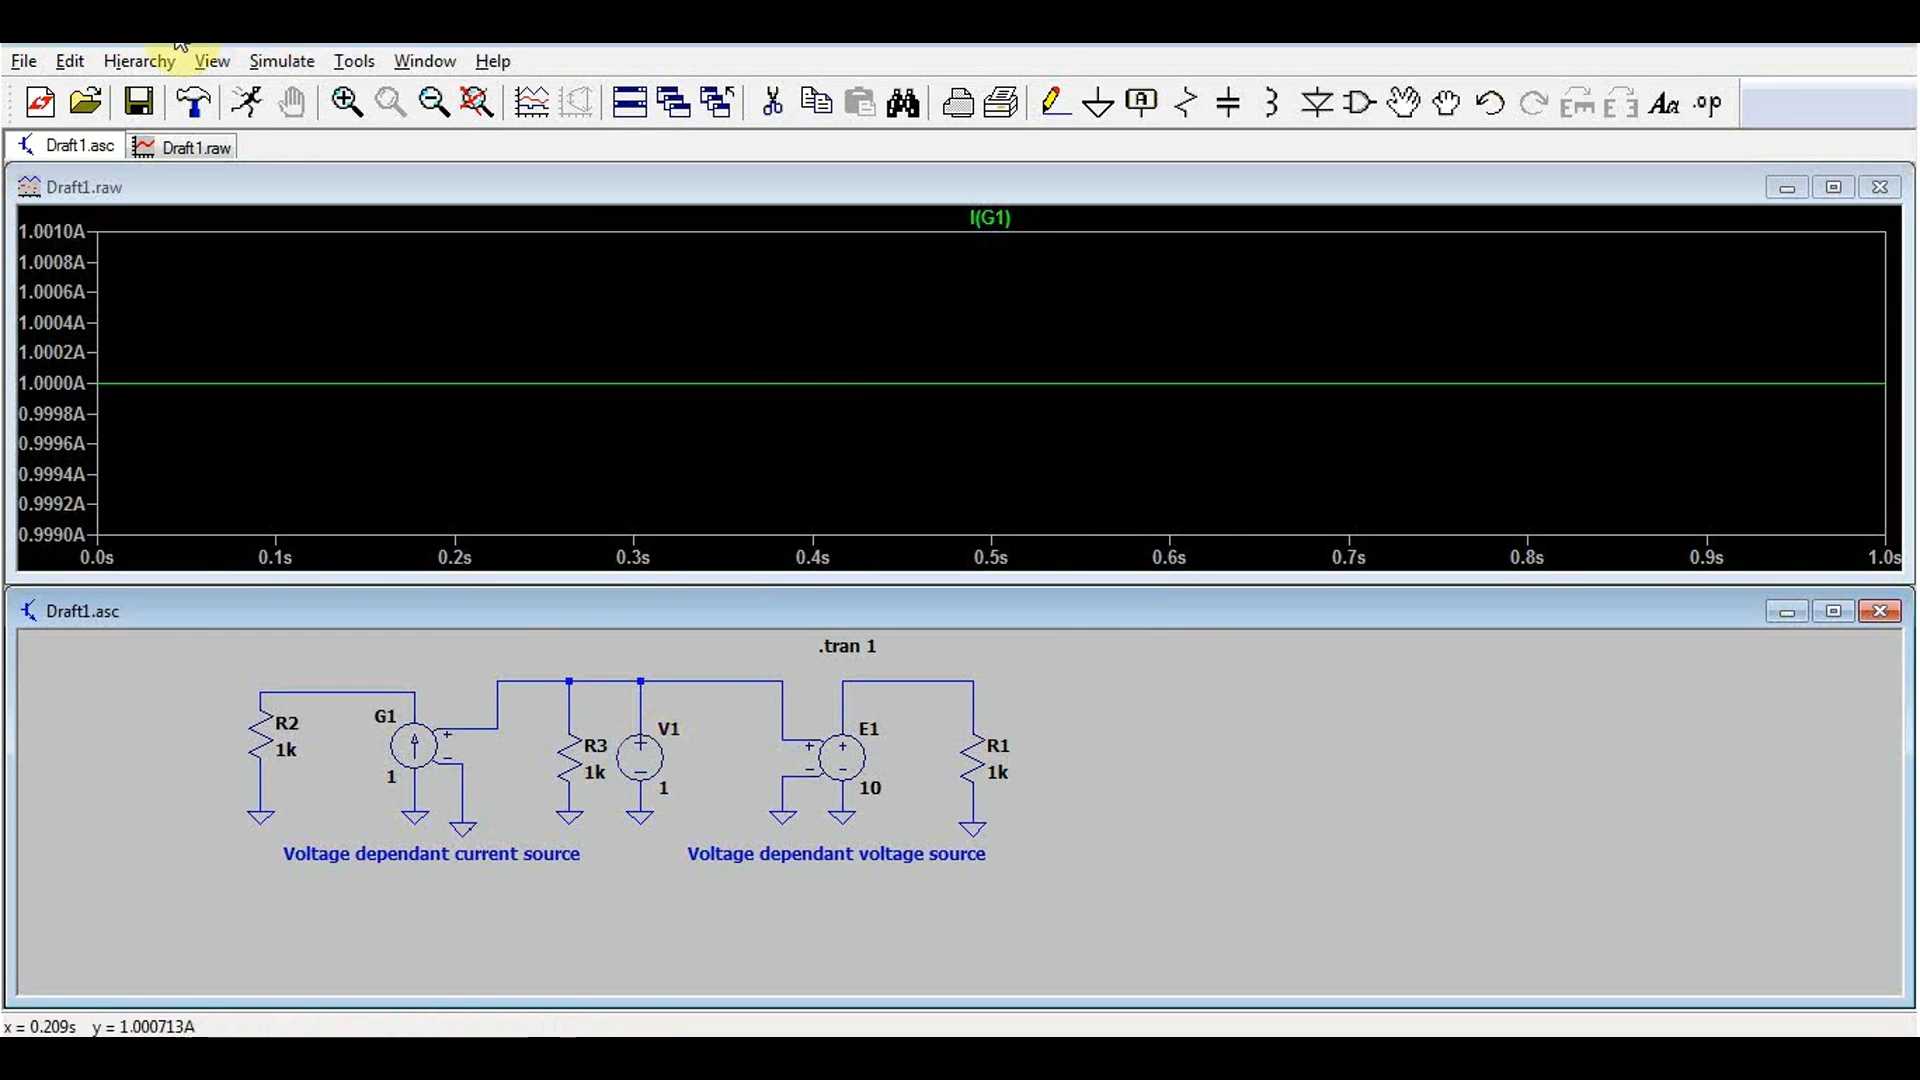 File Edit Hierarchy View Simulate Tools Window Help
A Aa .op
Draft1.asc Draft1.raw
Draft1.raw
I(G1)
1.0010A
1.0008A
1.0006A
1.0004A
1.0002A
1.0000A
0.9998A
0.9996A
0.9994A
0.9992A
0.9990A
0.0s 0.1s 0.2s 0.3s 0.4s 0.5s 0.6s 0.7s 0.8s 0.9s 1.0s
Draft1.asc
.tran 1
R2
1k
G1
1
R3
1k
V1
1
E1
10
R1
1k
Voltage dependant current source
Voltage dependant voltage source
x = 0.209s y = 1.000713A